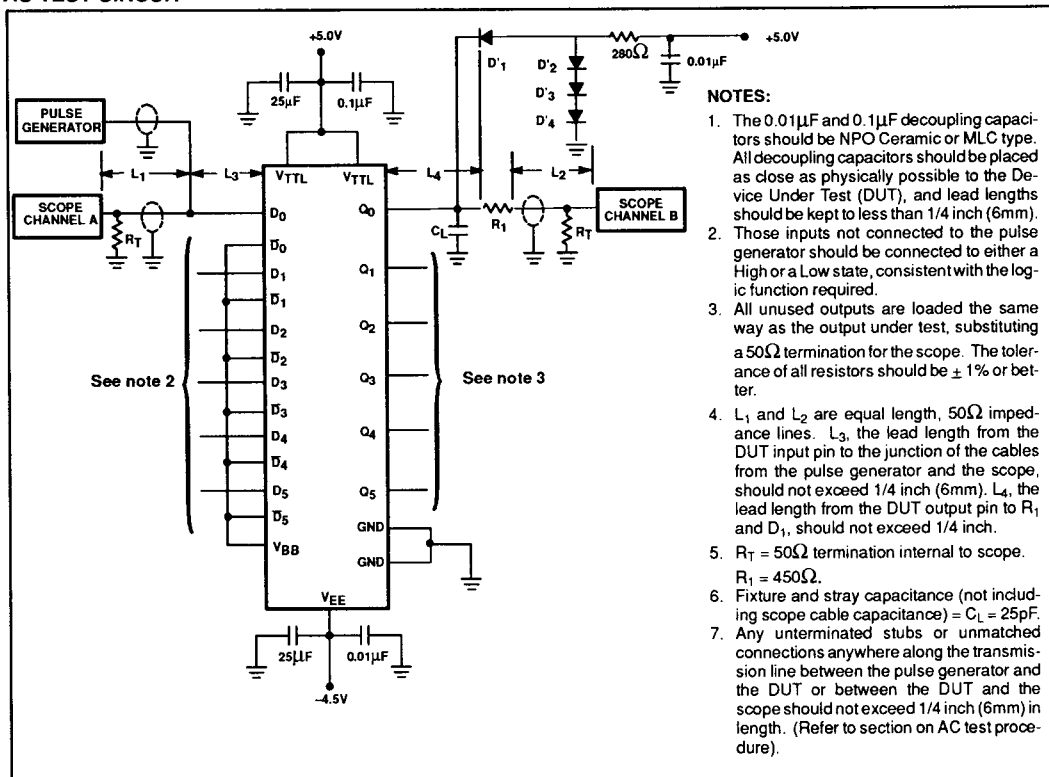 AC TEST CIRCUIT
+5.0V
25µF
0.1µF
D'1
D'2
D'3
D'4
280Ω
0.01µF
+5.0V
PULSE
GENERATOR
L1
L3
SCOPE
CHANNEL A
RT
VTTL
VTTL
L4
L2
R1
RT
CL
SCOPE
CHANNEL B
D0
D̅0
D1
D̅1
D2
D̅2
D3
D̅3
D4
D̅4
D5
D̅5
VBB
Q0
Q1
Q2
Q3
Q4
Q5
GND
GND
VEE
See note 2
See note 3
25µF
0.01µF
–4.5V
NOTES:
1. The 0.01µF and 0.1µF decoupling capaci-
tors should be NPO Ceramic or MLC type.
All decoupling capacitors should be placed
as close as physically possible to the De-
vice Under Test (DUT), and lead lengths
should be kept to less than 1/4 inch (6mm).
2. Those inputs not connected to the pulse
generator should be connected to either a
High or a Low state, consistent with the log-
ic function required.
3. All unused outputs are loaded the same
way as the output under test, substituting
a 50Ω termination for the scope. The toler-
ance of all resistors should be ± 1% or bet-
ter.
4. L1 and L2 are equal length, 50Ω imped-
ance lines. L3, the lead length from the
DUT input pin to the junction of the cables
from the pulse generator and the scope,
should not exceed 1/4 inch (6mm). L4, the
lead length from the DUT output pin to R1
and D1, should not exceed 1/4 inch.
5. RT = 50Ω termination internal to scope.
R1 = 450Ω.
6. Fixture and stray capacitance (not includ-
ing scope cable capacitance) = CL = 25pF.
7. Any unterminated stubs or unmatched
connections anywhere along the transmis-
sion line between the pulse generator and
the DUT or between the DUT and the
scope should not exceed 1/4 inch (6mm) in
length. (Refer to section on AC test proce-
dure).